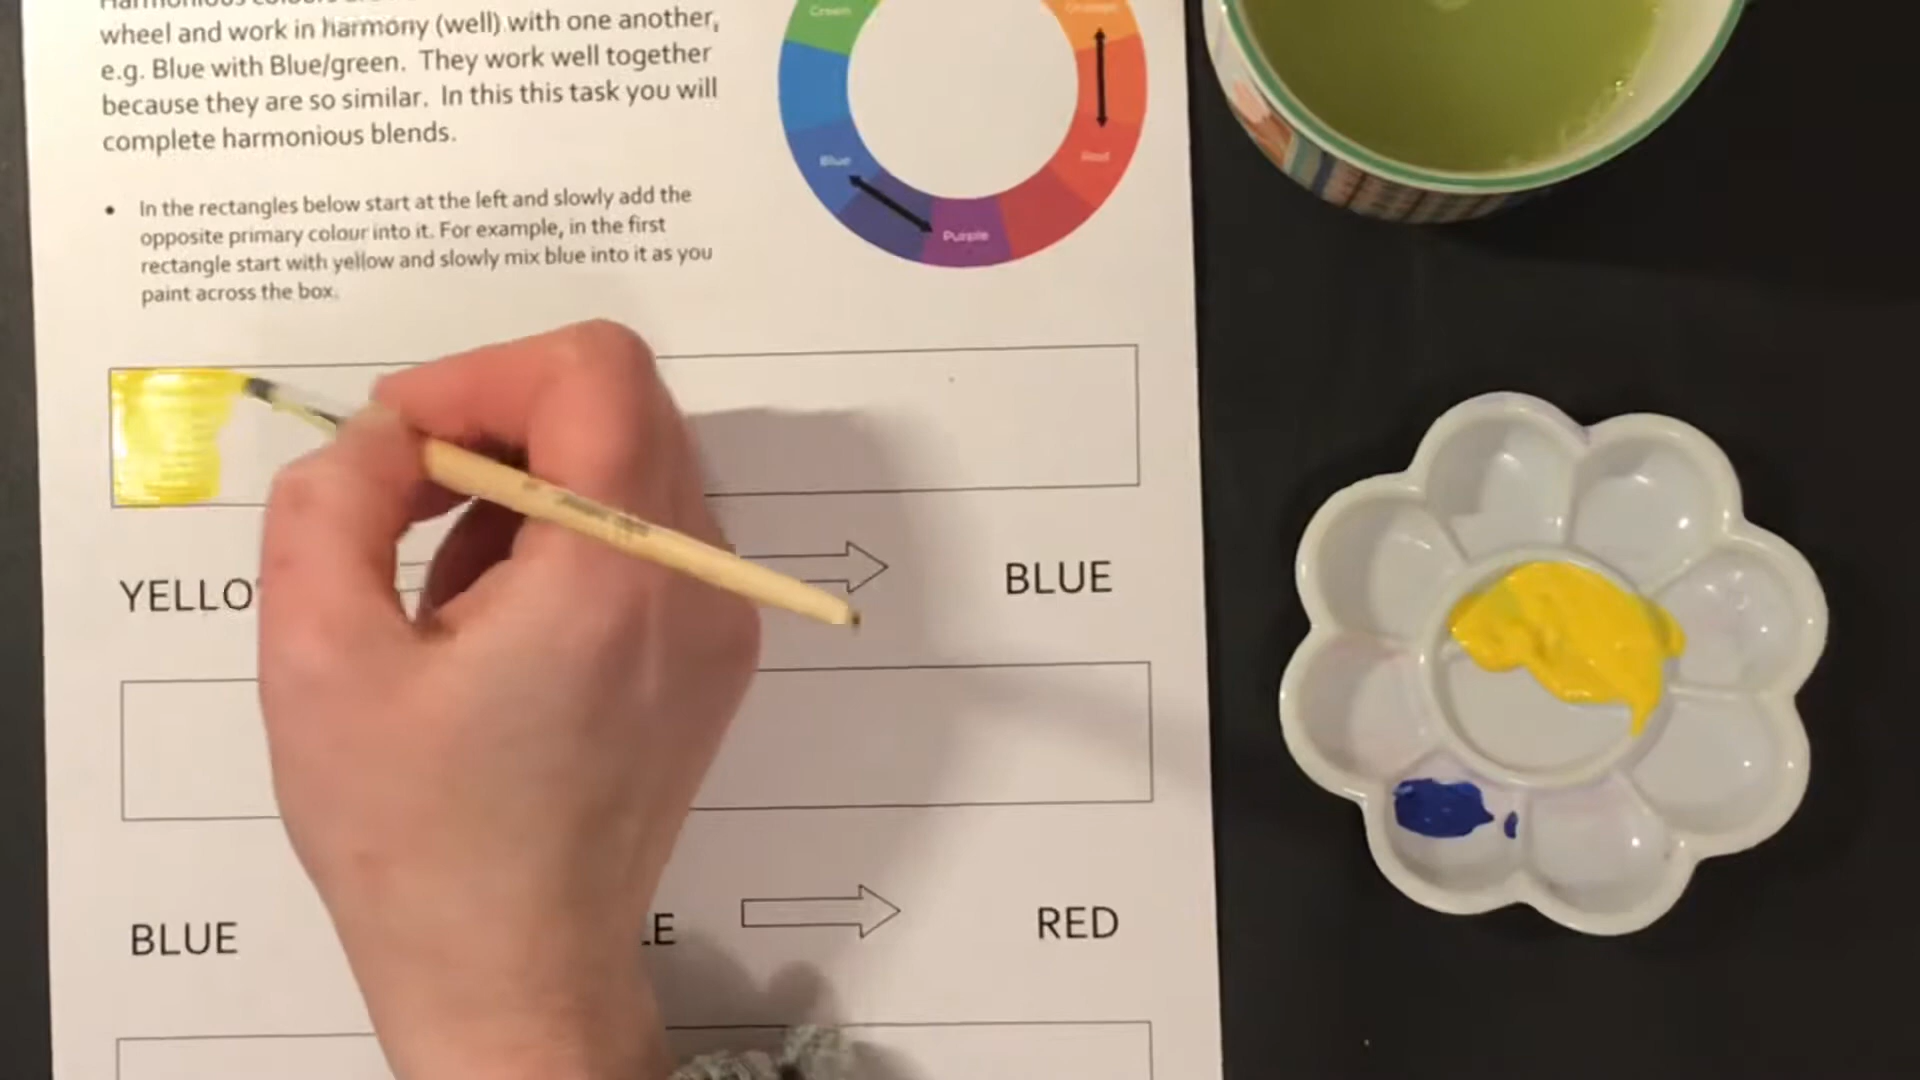 Harmonious colours
wheel and work in harmony (well) with one another,
e.g. Blue with Blue/green. They work well together
because they are so similar. In this this task you will
complete harmonious blends.
• In the rectangles below start at the left and slowly add the
opposite primary colour into it. For example, in the first
rectangle start with yellow and slowly mix blue into it as you
paint across the box.
Green
Orange
Blue
Red
Purple
YELLO
BLUE
BLUE
LE
RED